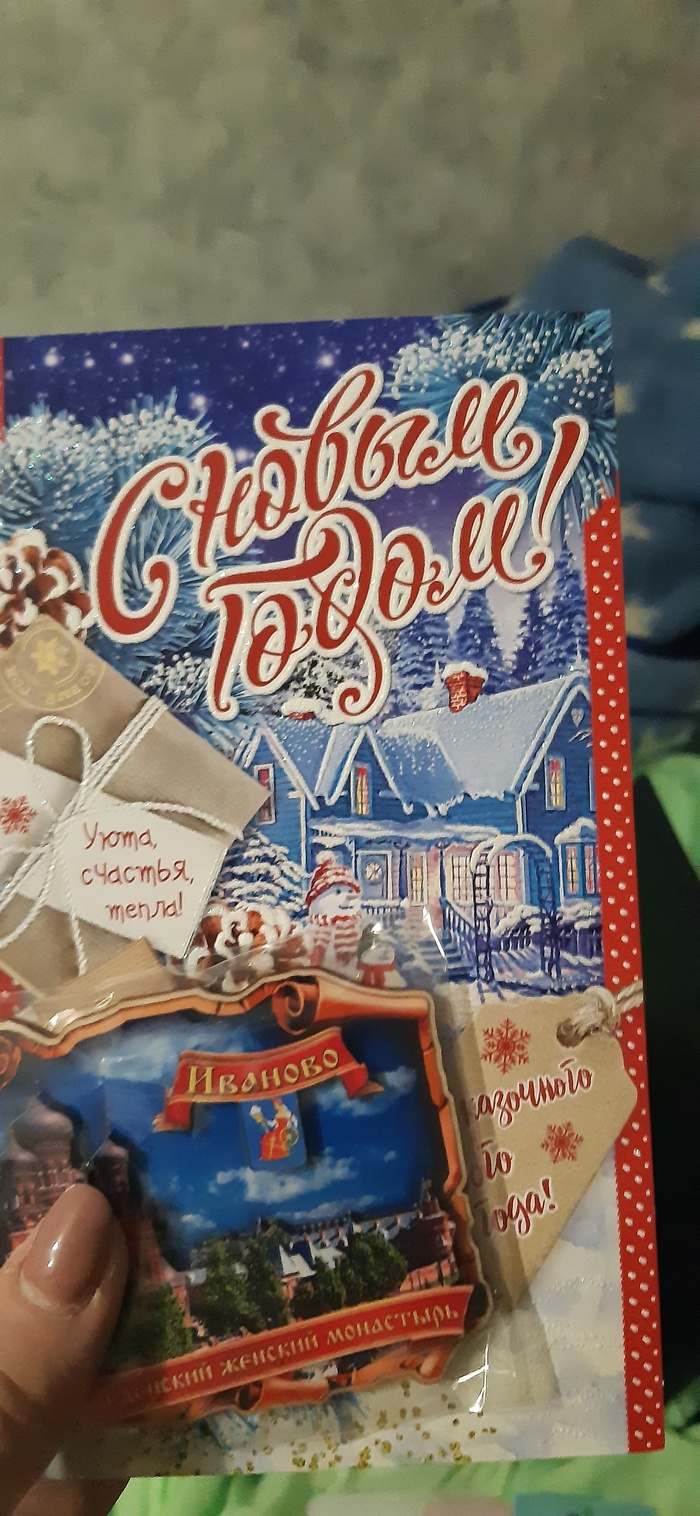 С новым
Годом!
Уюта,
счастья,
тепла!
Иваново
женский монастырь